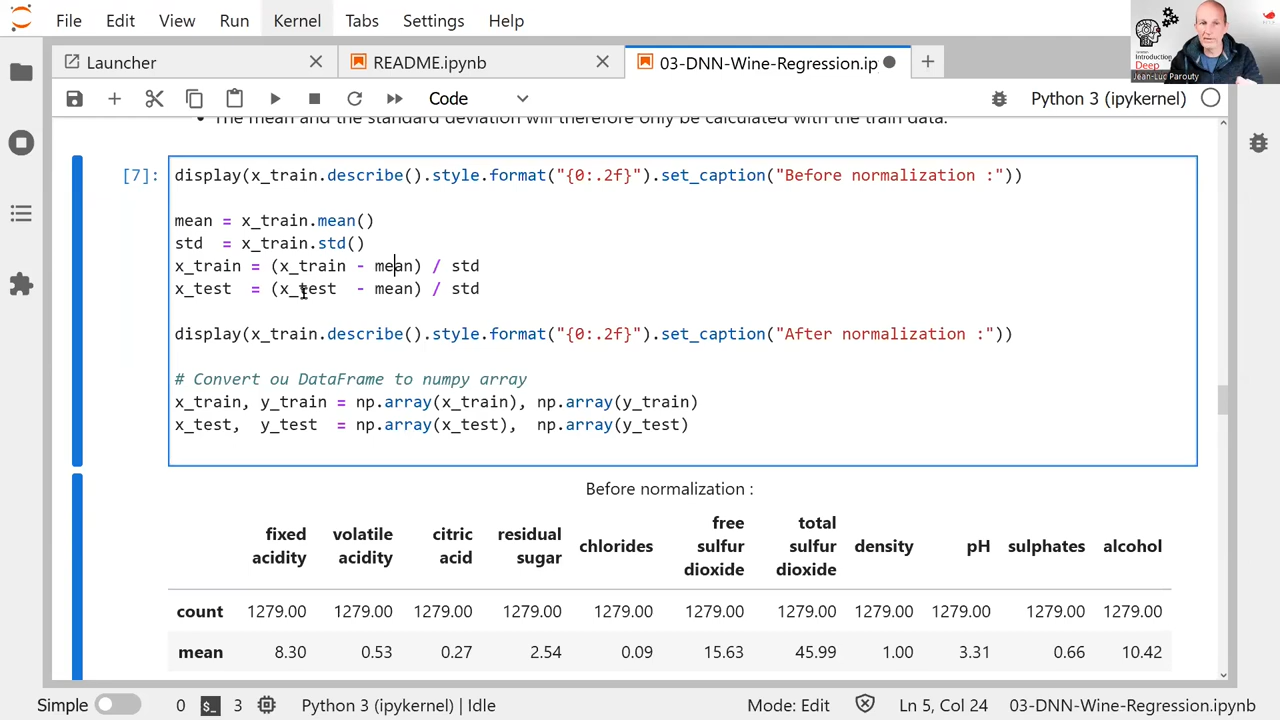 File Edit View Run Kernel Tabs Settings Help
Introduction
Deep
Jean-Luc Parouty
Launcher
README.ipynb
03-DNN-Wine-Regression.ip
Code
Python 3 (ipykernel)
• The mean and the standard deviation will therefore only be calculated with the train data.
[7]:
display(x_train.describe().style.format("{0:.2f}").set_caption("Before normalization :"))
mean = x_train.mean()
std  = x_train.std()
x_train = (x_train - mean) / std
x_test  = (x_test  - mean) / std
display(x_train.describe().style.format("{0:.2f}").set_caption("After normalization :"))
# Convert ou DataFrame to numpy array
x_train, y_train = np.array(x_train), np.array(y_train)
x_test,  y_test  = np.array(x_test),  np.array(y_test)
Before normalization :
fixed acidity volatile acidity citric acid residual sugar chlorides free sulfur dioxide total sulfur dioxide density pH sulphates alcohol
count 1279.00 1279.00 1279.00 1279.00 1279.00 1279.00 1279.00 1279.00 1279.00 1279.00 1279.00
mean 8.30 0.53 0.27 2.54 0.09 15.63 45.99 1.00 3.31 0.66 10.42
Simple 0 $_ 3 Python 3 (ipykernel) | Idle Mode: Edit Ln 5, Col 24 03-DNN-Wine-Regression.ipynb